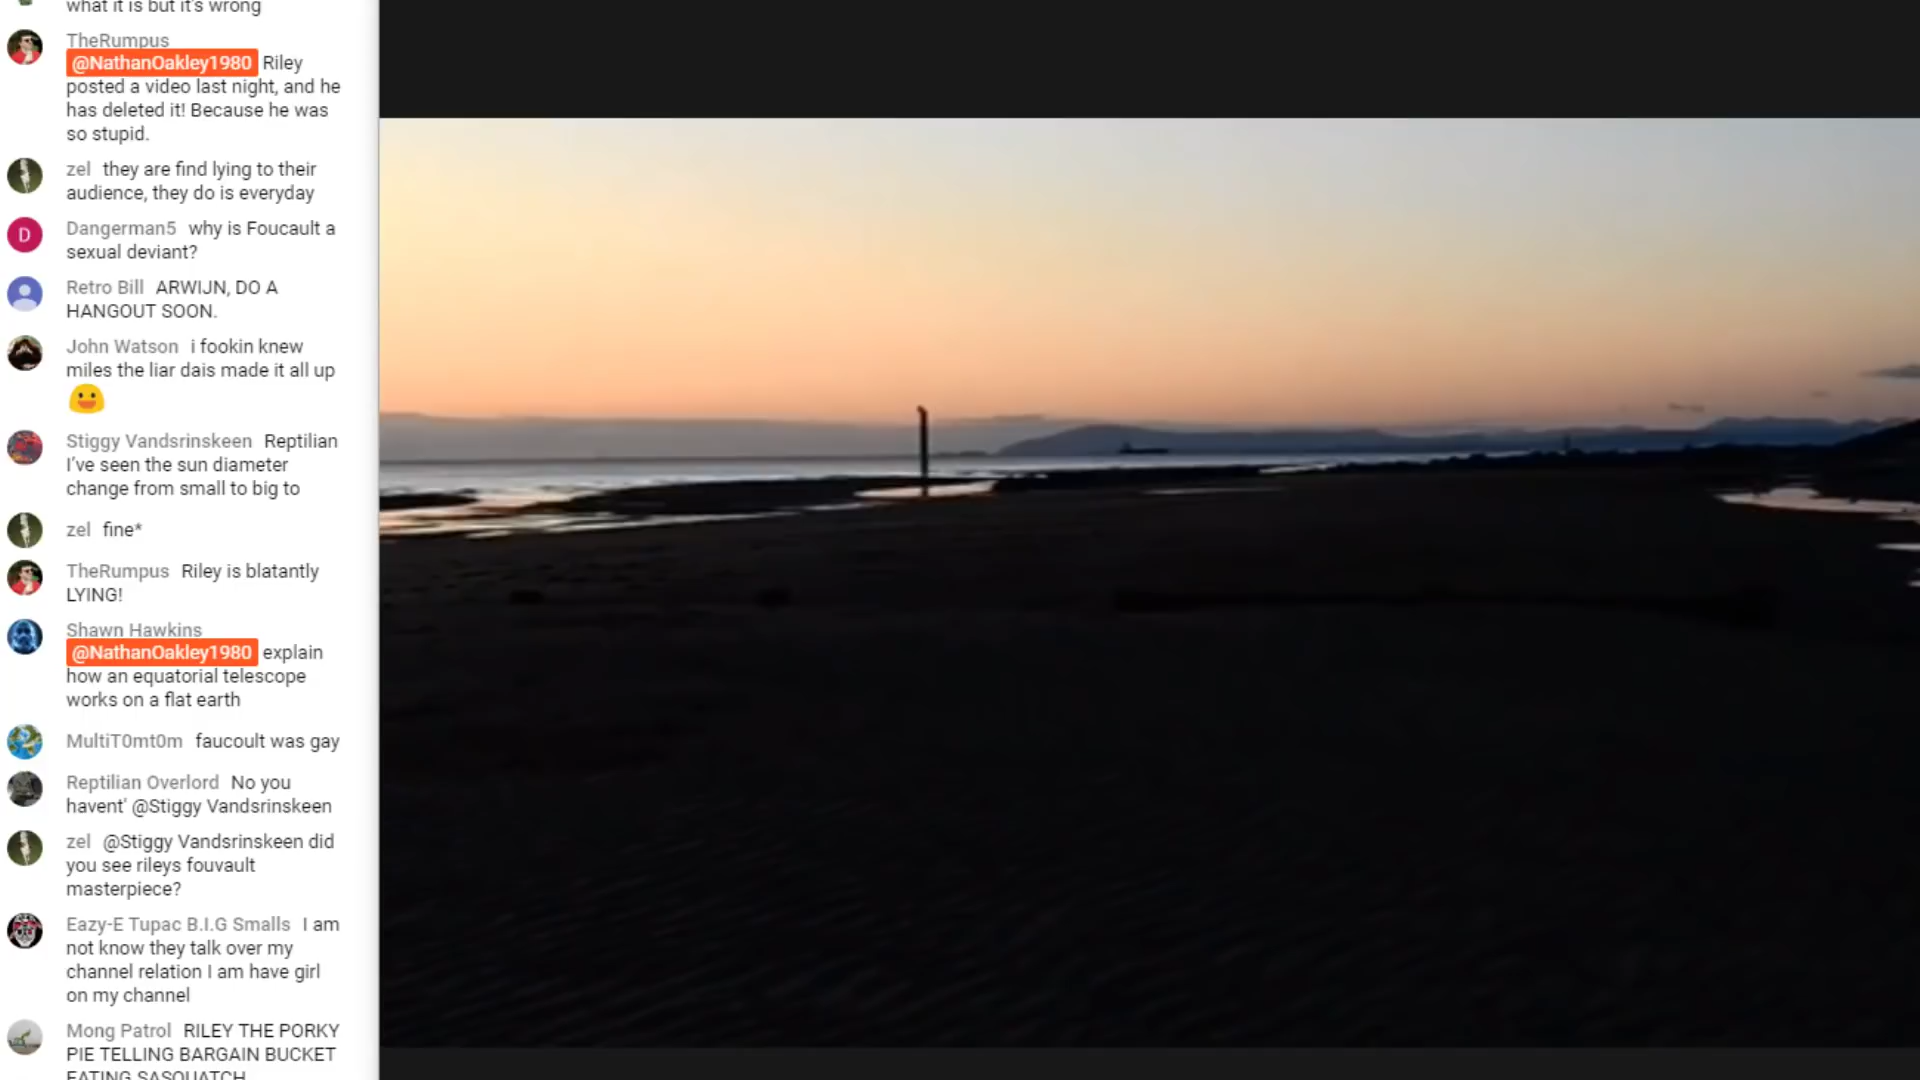 what it is but it's wrong
TheRumpus
@NathanOakley1980 Riley
posted a video last night, and he
has deleted it! Because he was
so stupid.
zel they are find lying to their
audience, they do is everyday
D
Dangerman5 why is Foucault a
sexual deviant?
Retro Bill ARWIJN, DO A
HANGOUT SOON.
John Watson i fookin knew
miles the liar dais made it all up
Stiggy Vandsrinskeen Reptilian
I've seen the sun diameter
change from small to big to
zel fine*
TheRumpus Riley is blatantly
LYING!
Shawn Hawkins
@NathanOakley1980 explain
how an equatorial telescope
works on a flat earth
MultiT0mt0m faucoult was gay
Reptilian Overlord No you
havent' @Stiggy Vandsrinskeen
zel @Stiggy Vandsrinskeen did
you see rileys fouvault
masterpiece?
Eazy-E Tupac B.I.G Smalls I am
not know they talk over my
channel relation I am have girl
on my channel
Mong Patrol RILEY THE PORKY
PIE TELLING BARGAIN BUCKET
EATING SASQUATCH